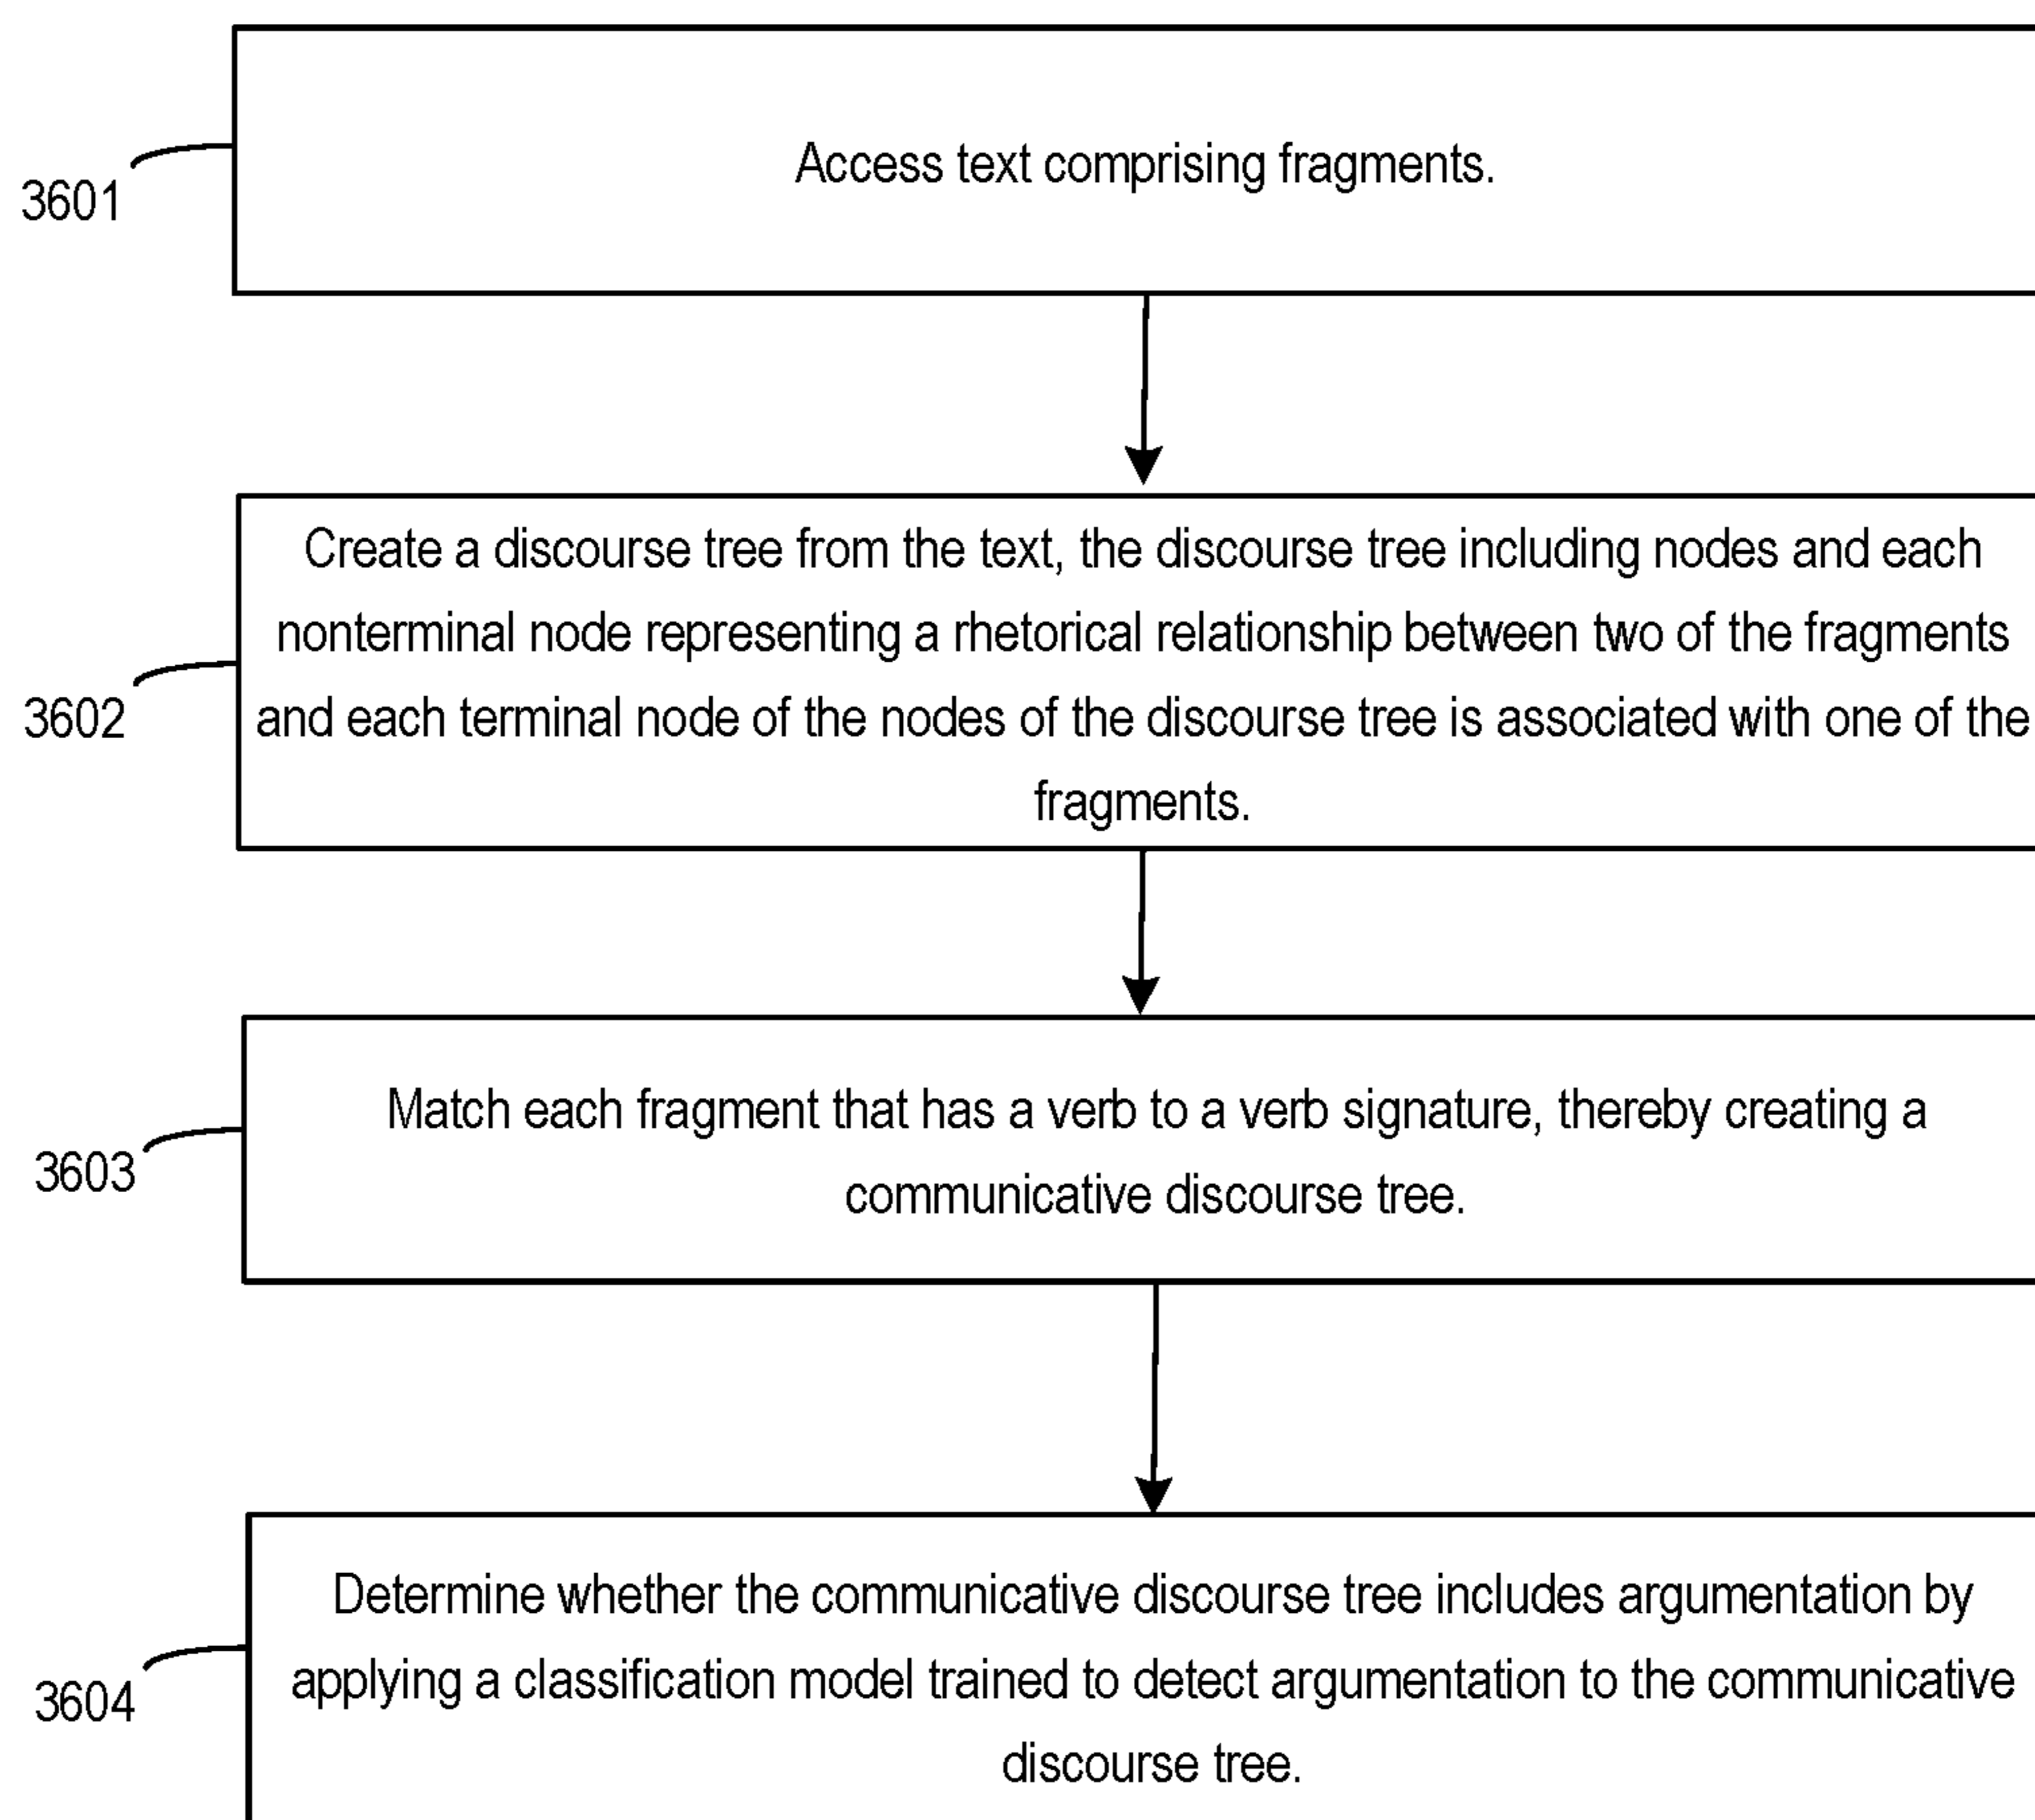 Access text comprising fragments.
3601
Create a discourse tree from the text, the discourse tree including nodes and each
nonterminal node representing a rhetorical relationship between two of the fragments
and each terminal node of the nodes of the discourse tree is associated with one of the
fragments.
3602
Match each fragment that has a verb to a verb signature, thereby creating a
communicative discourse tree.
3603
Determine whether the communicative discourse tree includes argumentation by
applying a classification model trained to detect argumentation to the communicative
discourse tree.
3604